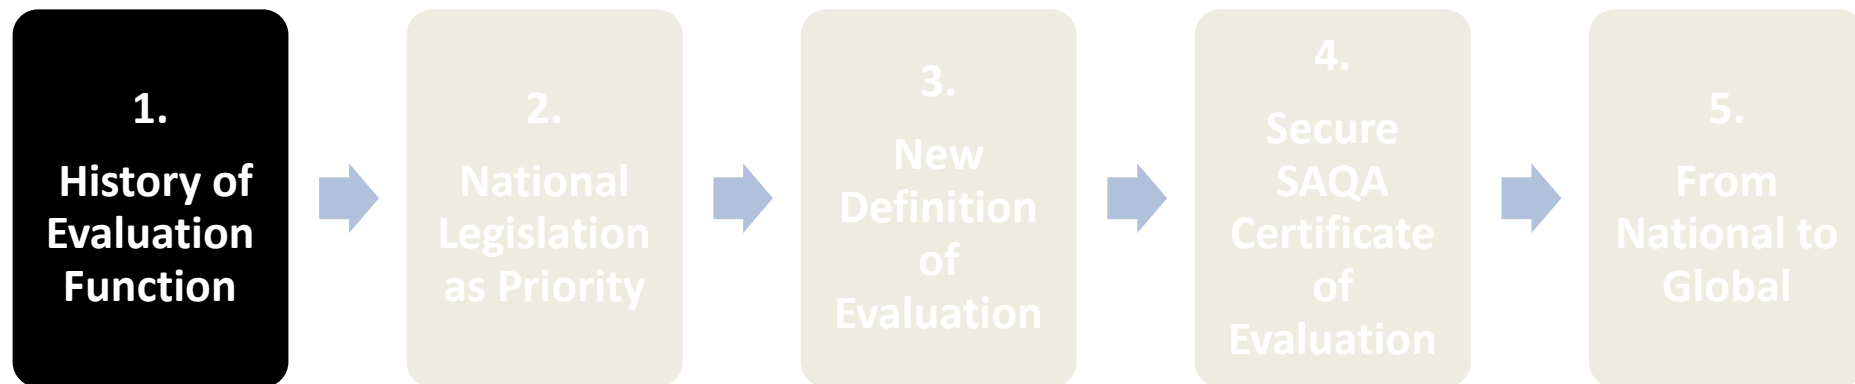 1.
History of
Evaluation
Function
2.
National
Legislation
as Priority
3.
New
Definition
of
Evaluation
4.
Secure
SAQA
Certificate
of
Evaluation
5.
From
National to
Global